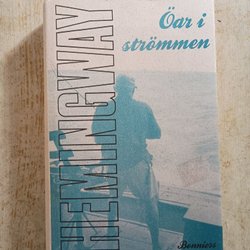 HEMINGWAY
Öar i
strömmen
Bonniers